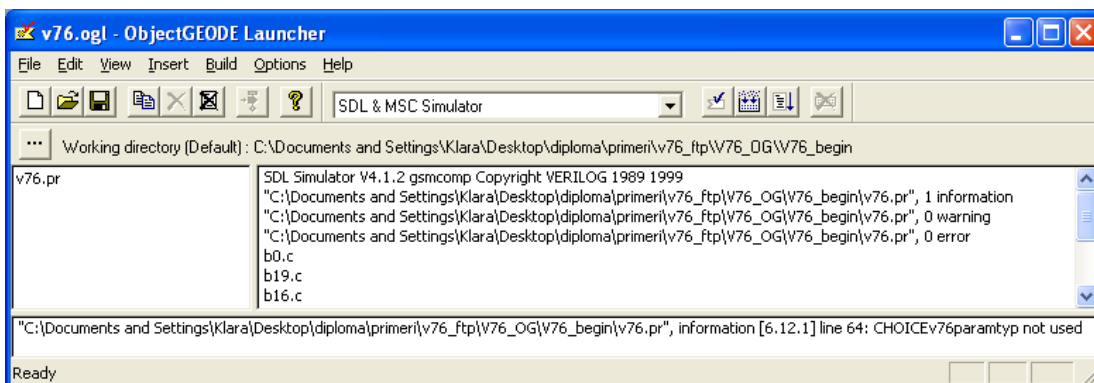 v76.ogl - ObjectGEODE Launcher
File Edit View Insert Build Options Help
SDL & MSC Simulator
... Working directory (Default) : C:\Documents and Settings\Klara\Desktop\diploma\primeri\v76_ftp\V76_OG\V76_begin
v76.pr
SDL Simulator V4.1.2 gsmcomp Copyright VERILOG 1989 1999
"C:\Documents and Settings\Klara\Desktop\diploma\primeri\v76_ftp\V76_OG\V76_begin\v76.pr", 1 information
"C:\Documents and Settings\Klara\Desktop\diploma\primeri\v76_ftp\V76_OG\V76_begin\v76.pr", 0 warning
"C:\Documents and Settings\Klara\Desktop\diploma\primeri\v76_ftp\V76_OG\V76_begin\v76.pr", 0 error
b0.c
b19.c
b16.c
"C:\Documents and Settings\Klara\Desktop\diploma\primeri\v76_ftp\V76_OG\V76_begin\v76.pr", information [6.12.1] line 64: CHOICEv76paramtyp not used
Ready